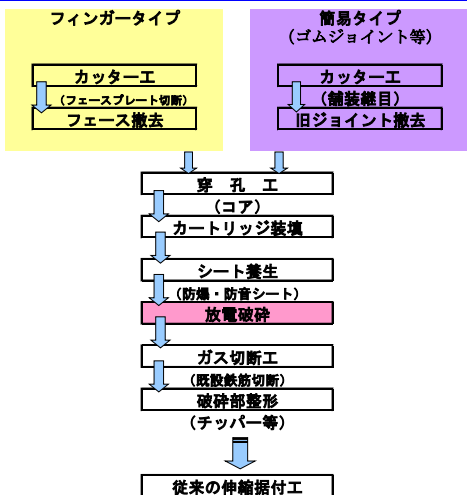 フィンガータイプ
カッター工
(フェースプレート切断)
フェース撤去
簡易タイプ
(ゴムジョイント等)
カッター工
(舗装継目)
旧ジョイント撤去
穿 孔 工
(コア)
カートリッジ装填
シート養生
(防爆・防音シート)
放電破砕
ガス切断工
(既設鉄筋切断)
破砕部整形
(チッパー等)
従来の伸縮据付工